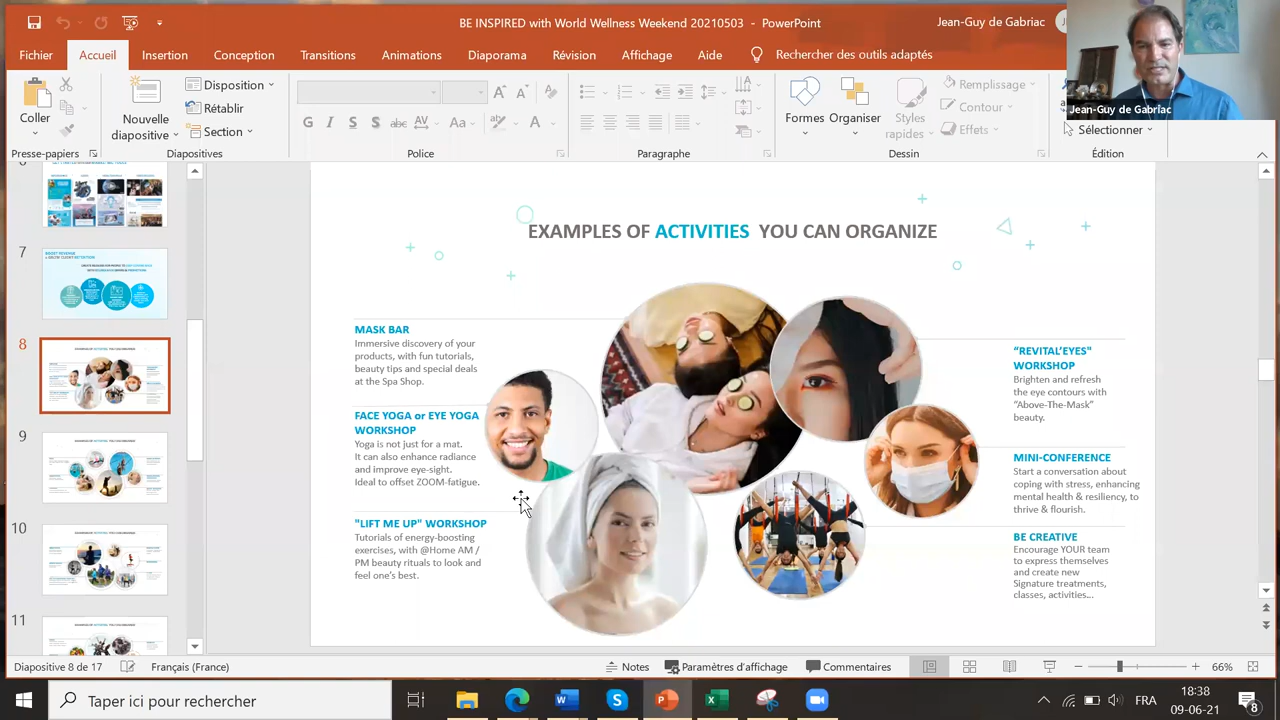 BE INSPIRED with World Wellness Weekend 20210503 - PowerPoint
Jean-Guy de Gabriac
Fichier Accueil Insertion Conception Transitions Animations Diaporama Révision Affichage Aide Rechercher des outils adaptés
Jean-Guy de Gabriac
Coller
Nouvelle diapositive
Disposition
Rétablir
Section
G I S S abc AV Aa
A
Formes
Organiser
Styles rapides
Remplissage
Contour
Effets
Sélectionner
Presse-papiers Diapositives Police Paragraphe Dessin Édition
7
8
9
10
11
EXAMPLES OF ACTIVITIES YOU CAN ORGANIZE
MASK BAR
Immersive discovery of your
products, with fun tutorials,
beauty tips and special deals
at the Spa Shop.
FACE YOGA or EYE YOGA
WORKSHOP
Yoga is not just for a mat.
It can also enhance radiance
and improve eye-sight.
Ideal to offset ZOOM-fatigue.
"LIFT ME UP" WORKSHOP
Tutorials of energy-boosting
exercises, with @Home AM /
PM beauty rituals to look and
feel one's best.
“REVITAL’EYES"
WORKSHOP
Brighten and refresh
the eye contours with
“Above-The-Mask”
beauty.
MINI-CONFERENCE
Start a conversation about
coping with stress, enhancing
mental health & resiliency, to
thrive & flourish.
BE CREATIVE
Encourage YOUR team
to express themselves
and create new
Signature treatments,
classes, activities...
Diapositive 8 de 17 Français (France) Notes Paramètres d'affichage Commentaires 66%
Taper ici pour rechercher
FRA
18:38
09-06-21
8